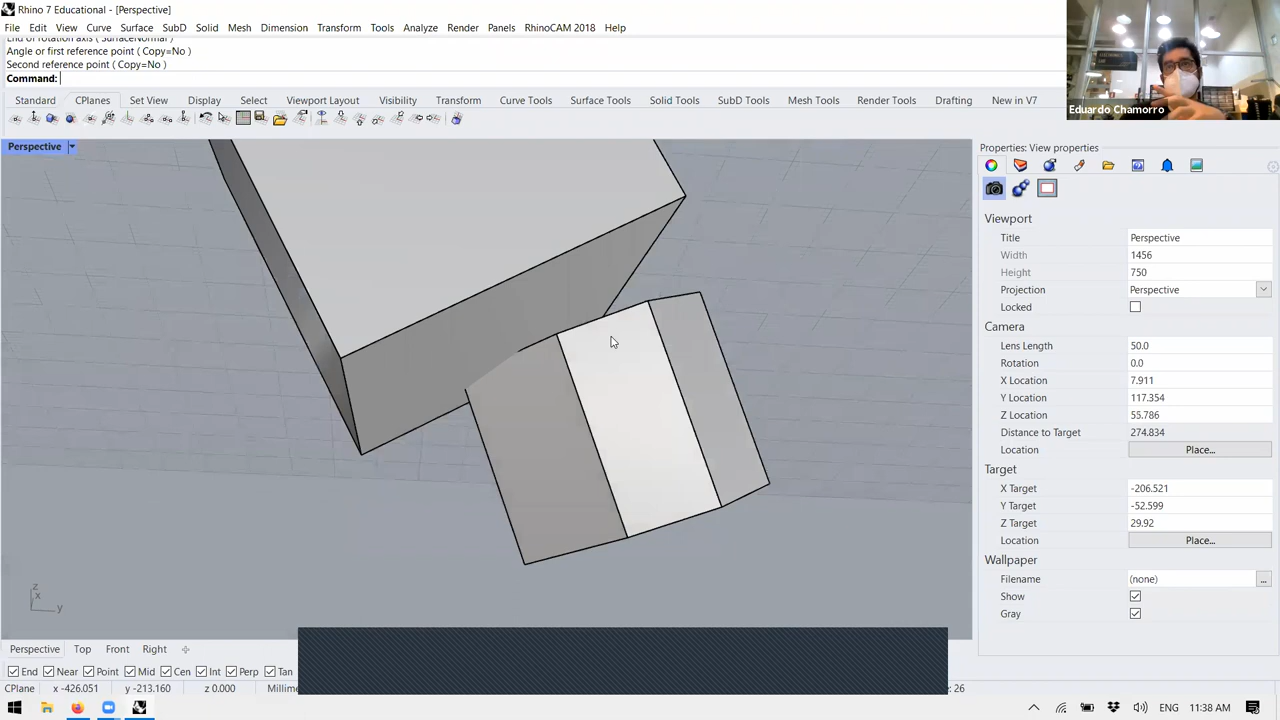 Rhino 7 Educational - [Perspective]
File Edit View Curve Surface SubD Solid Mesh Dimension Transform Tools Analyze Render Panels RhinoCAM 2018 Help
End of rotation axis ( SurfaceNormal )
Angle or first reference point ( Copy=No )
Second reference point ( Copy=No )
Command:
Standard CPlanes Set View Display Select Viewport Layout Visibility Transform Curve Tools Surface Tools Solid Tools SubD Tools Mesh Tools Render Tools Drafting New in V7
Eduardo Chamorro
Perspective
Properties: View properties
Viewport
Title Perspective
Width 1456
Height 750
Projection Perspective
Locked
Camera
Lens Length 50.0
Rotation 0.0
X Location 7.911
Y Location 117.354
Z Location 55.786
Distance to Target 274.834
Location Place...
Target
X Target -206.521
Y Target -52.599
Z Target 29.92
Location Place...
Wallpaper
Filename (none) ...
Show
Gray
z
x
y
Perspective Top Front Right
End Near Point Mid Cen Int Perp Tan
CPlane x -426.051 y -213.160 z 0.000 Millime : 26
ENG 11:38 AM